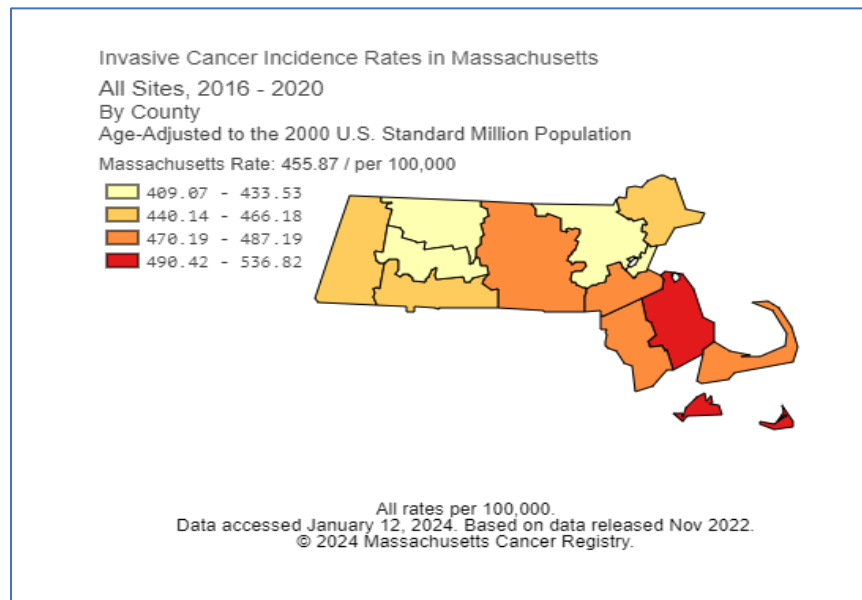 Invasive Cancer Incidence Rates in Massachusetts
All Sites, 2016 - 2020
By County
Age-Adjusted to the 2000 U.S. Standard Million Population
Massachusetts Rate: 455.87 / per 100,000
409.07 - 433.53
440.14 - 466.18
470.19 - 487.19
490.42 - 536.82
All rates per 100,000.
Data accessed January 12, 2024. Based on data released Nov 2022.
© 2024 Massachusetts Cancer Registry.